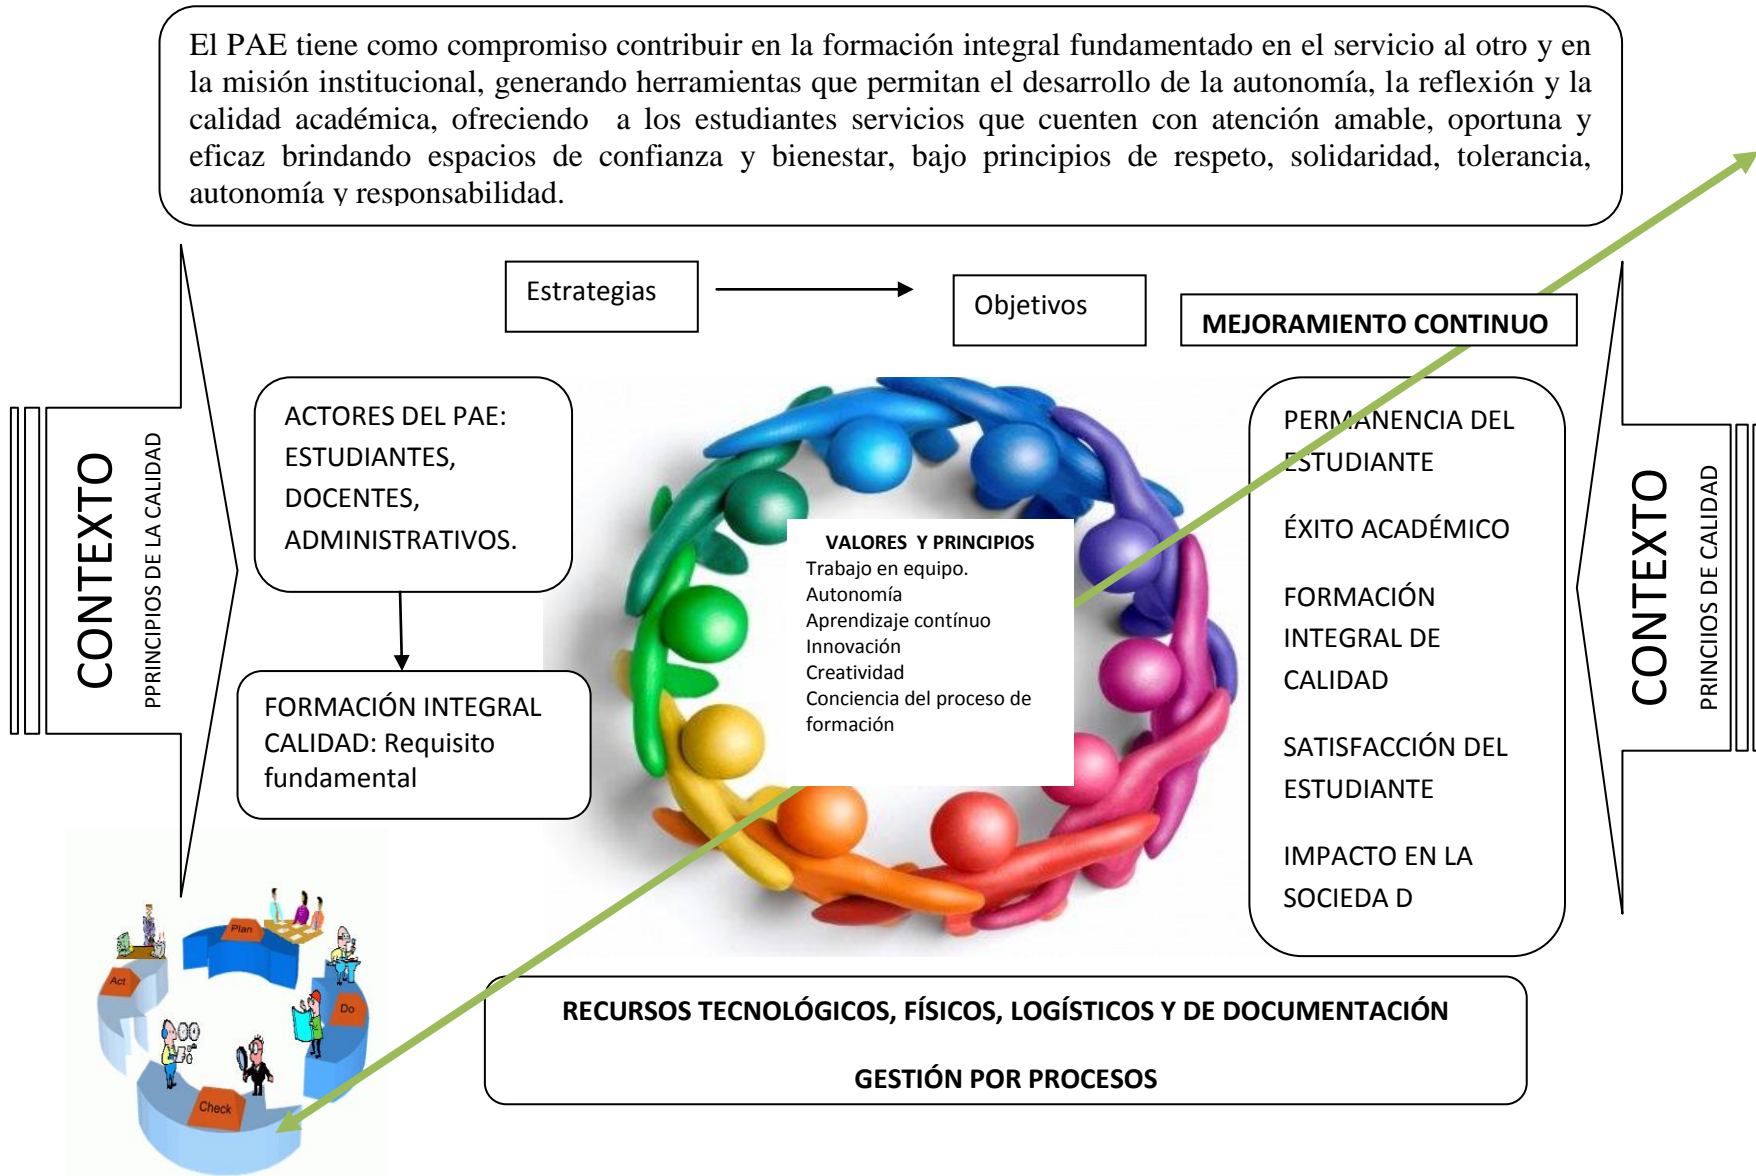 El PAE tiene como compromiso contribuir en la formación integral fundamentado en el servicio al otro y en
la misión institucional, generando herramientas que permitan el desarrollo de la autonomía, la reflexión y la
calidad académica, ofreciendo a los estudiantes servicios que cuenten con atención amable, oportuna y
eficaz brindando espacios de confianza y bienestar, bajo principios de respeto, solidaridad, tolerancia,
autonomía y responsabilidad.
Estrategias
Objetivos
MEJORAMIENTO CONTINUO
CONTEXTO
PPRINCIPIOS DE LA CALIDAD
ACTORES DEL PAE:
ESTUDIANTES,
DOCENTES,
ADMINISTRATIVOS.
FORMACIÓN INTEGRAL
CALIDAD: Requisito
fundamental
VALORES Y PRINCIPIOS
Trabajo en equipo.
Autonomía
Aprendizaje contínuo
Innovación
Creatividad
Conciencia del proceso de
formación
PERMANENCIA DEL
ESTUDIANTE
ÉXITO ACADÉMICO
FORMACIÓN
INTEGRAL DE
CALIDAD
SATISFACCIÓN DEL
ESTUDIANTE
IMPACTO EN LA
SOCIEDA D
CONTEXTO
PRINCIIOS DE CALIDAD
Plan
Act
Do
Check
RECURSOS TECNOLÓGICOS, FÍSICOS, LOGÍSTICOS Y DE DOCUMENTACIÓN
GESTIÓN POR PROCESOS